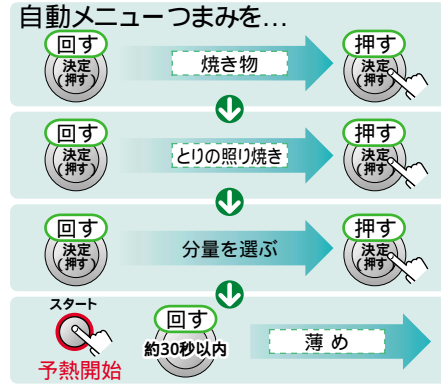 自動メニューつまみを…
回す
決定
(押す)
焼き物
押す
決定
(押す)
回す
決定
(押す)
とりの照り焼き
押す
決定
(押す)
回す
決定
(押す)
分量を選ぶ
押す
決定
(押す)
スタート
予熱開始
回す
約30秒以内
薄め